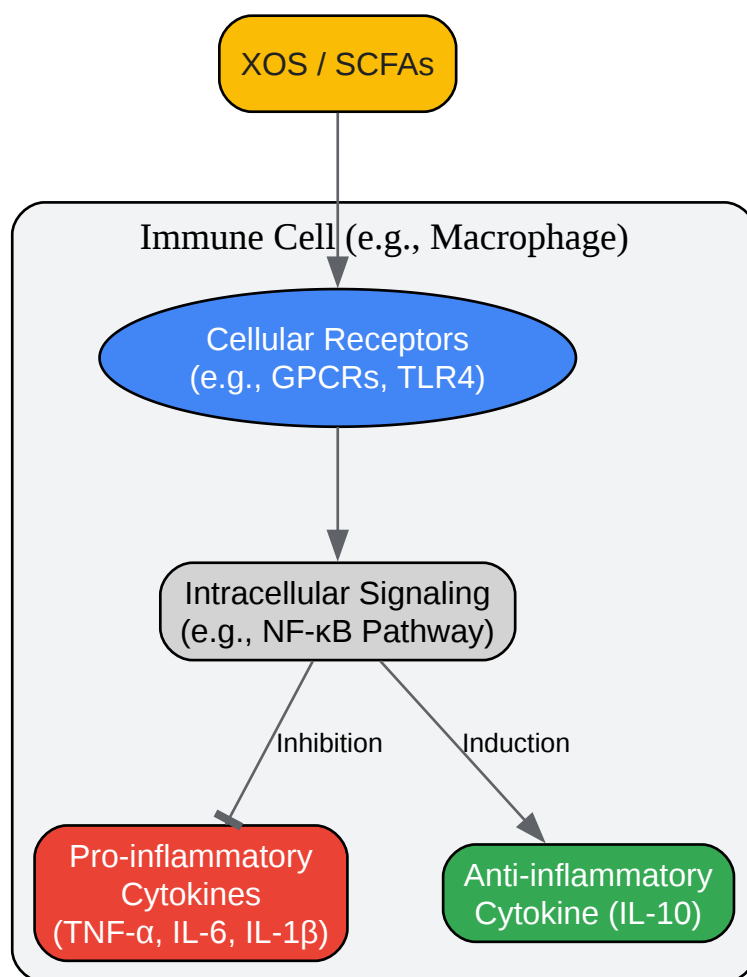 XOS / SCFAs
Immune Cell (e.g., Macrophage)
Cellular Receptors
(e.g., GPCRs, TLR4)
Intracellular Signaling
(e.g., NF-κB Pathway)
Inhibition
Induction
Pro-inflammatory
Cytokines
(TNF-α, IL-6, IL-1β)
Anti-inflammatory
Cytokine (IL-10)